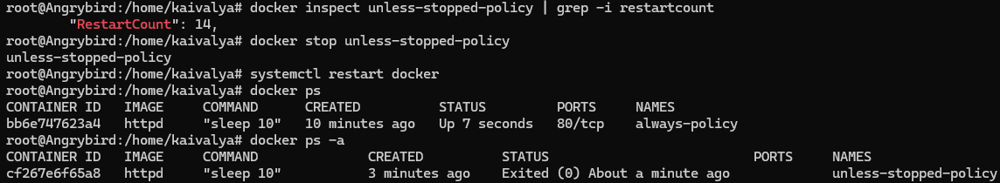 root@Angrybird:/home/kaivalya# docker inspect unless-stopped-policy | grep -i restartcount
        "RestartCount": 14,
root@Angrybird:/home/kaivalya# docker stop unless-stopped-policy
unless-stopped-policy
root@Angrybird:/home/kaivalya# systemctl restart docker
root@Angrybird:/home/kaivalya# docker ps
CONTAINER ID   IMAGE     COMMAND      CREATED          STATUS         PORTS     NAMES
bb6e747623a4   httpd     "sleep 10"   10 minutes ago   Up 7 seconds   80/tcp    always-policy
root@Angrybird:/home/kaivalya# docker ps -a
CONTAINER ID   IMAGE     COMMAND              CREATED         STATUS                          PORTS     NAMES
cf267e6f65a8   httpd     "sleep 10"           3 minutes ago   Exited (0) About a minute ago             unless-stopped-policy